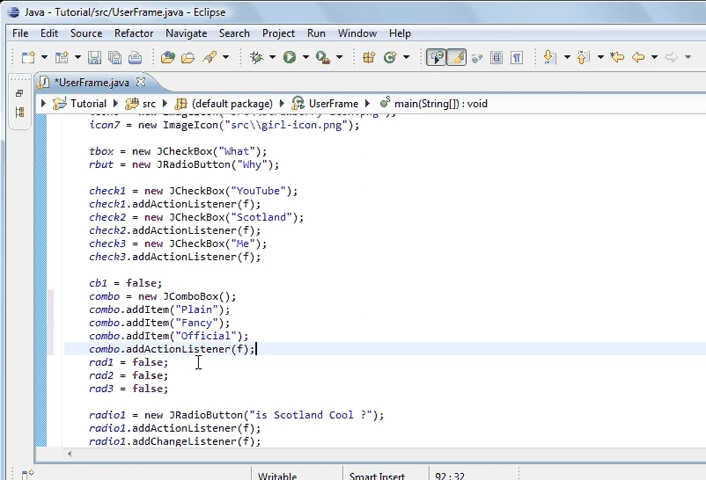 Java - Tutorial/src/UserFrame.java - Eclipse
File Edit Source Refactor Navigate Search Project Run Window Help
*UserFrame.java
Tutorial src (default package) UserFrame main(String[]) : void
icon7 = new ImageIcon("src\\girl-icon.png");
tbox = new JCheckBox("What");
rbut = new JRadioButton("Why");
check1 = new JCheckBox("YouTube");
check1.addActionListener(f);
check2 = new JCheckBox("Scotland");
check2.addActionListener(f);
check3 = new JCheckBox("Me");
check3.addActionListener(f);
cb1 = false;
combo = new JComboBox();
combo.addItem("Plain");
combo.addItem("Fancy");
combo.addItem("Official");
combo.addActionListener(f);
rad1 = false;
rad2 = false;
rad3 = false;
radio1 = new JRadioButton("is Scotland Cool ?");
radio1.addActionListener(f);
radio1.addChangeListener(f);
Writable Smart Insert 92 : 32